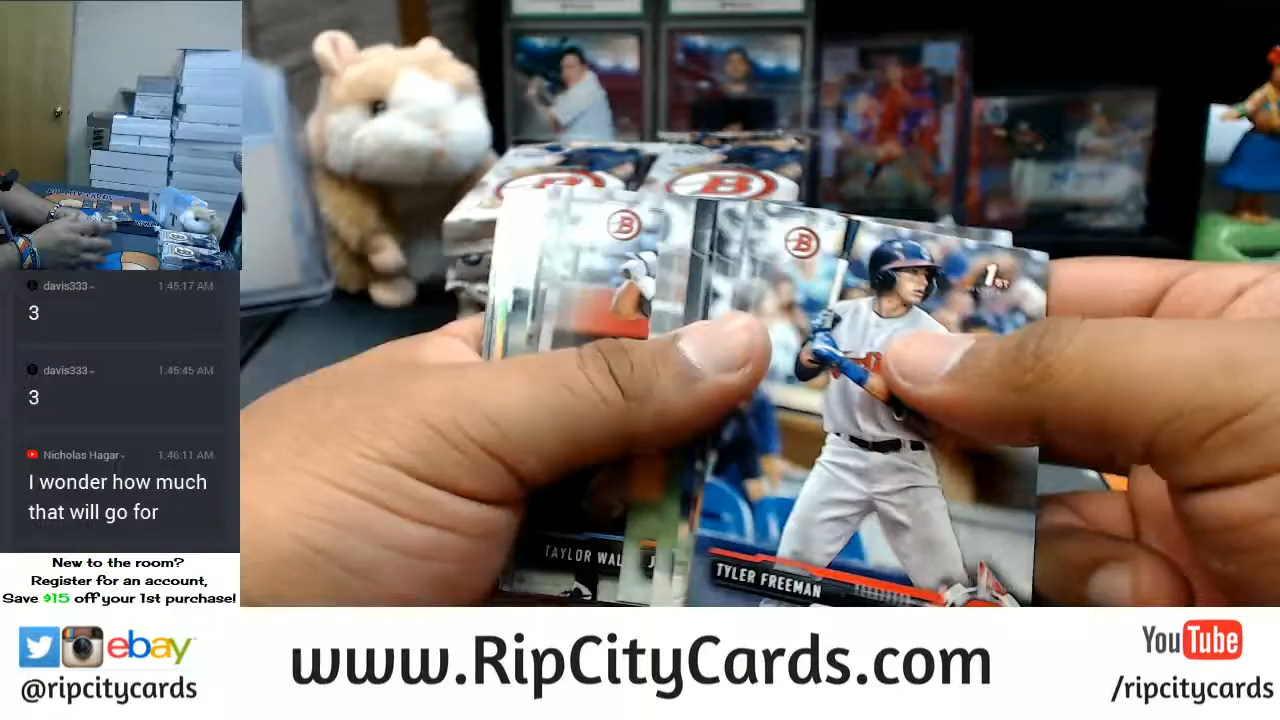 davis333 1:45:17 AM
3
davis333 1:45:45 AM
3
Nicholas Hagar 1:46:11 AM
I wonder how much
that will go for
New to the room?
Register for an account,
Save $15 off your 1st purchase!
B
B
B
B
1st
TAYLOR WAL
J
TYLER FREEMAN
ebay
@ripcitycards
www.RipCityCards.com
YouTube
/ripcitycards